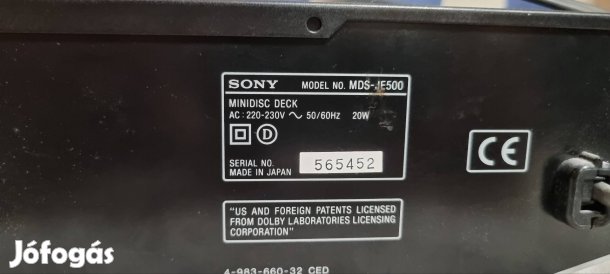 SONY MODEL NO. MDS-JE500
MINIDISC DECK
AC: 220-230V ~ 50/60HZ 20W
D
SERIAL NO. 565452
MADE IN JAPAN
CE
"US AND FOREIGN PATENTS LICENSED
FROM DOLBY LABORATORIES LICENSING
CORPORATION"
4-983-660-32 CED
Jófogás